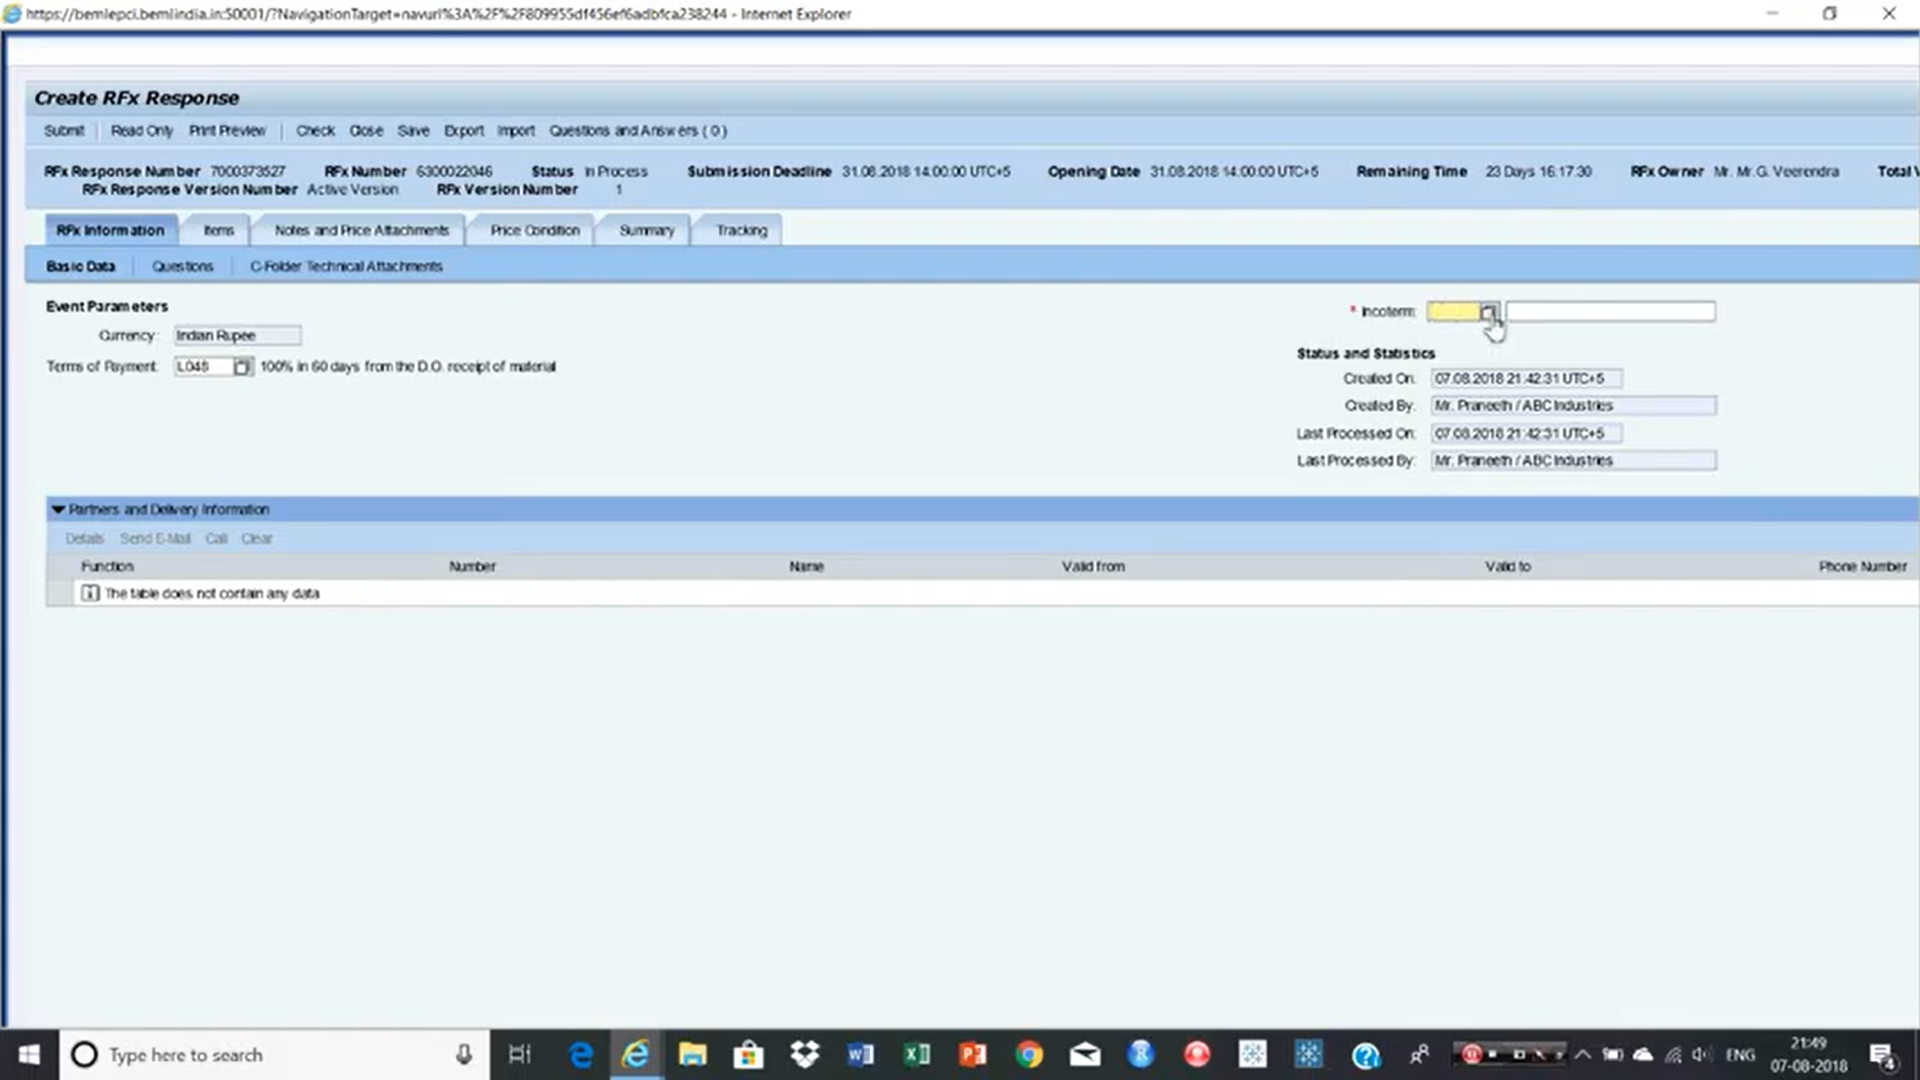 https://bemlepci.bemlindia.in:50001/?NavigationTarget=navurl%3A%2F%2F809955df456ef6adbfca238244 - Internet Explorer
Create RFx Response
Submit Read Only Print Preview Check Close Save Export Import Questions and Answers ( 0 )
RFx Response Number 7000373527 RFx Number 6300022046 Status In Process Submission Deadline 31.08.2018 14:00:00 UTC+5 Opening Date 31.08.2018 14:00:00 UTC+5 Remaining Time 23 Days 16:17:30 RFx Owner Mr. Mr.G. Veerendra Total
RFx Response Version Number Active Version RFx Version Number 1
RFx Information Items Notes and Price Attachments Price Condition Summary Tracking
Basic Data Questions C-Folder Technical Attachments
Event Parameters
* Incoterm:
Currency: Indian Rupee
Terms of Payment: L048 100% in 60 days from the D.O. receipt of material
Status and Statistics
Created On: 07.08.2018 21:42:31 UTC+5
Created By: Mr. Praneeth / ABC Industries
Last Processed On: 07.08.2018 21:42:31 UTC+5
Last Processed By: Mr. Praneeth / ABC Industries
Partners and Delivery Information
Details Send E-Mail Call Clear
Function Number Name Valid from Valid to Phone Number
The table does not contain any data
Type here to search
ENG
21:49
07-08-2018
4